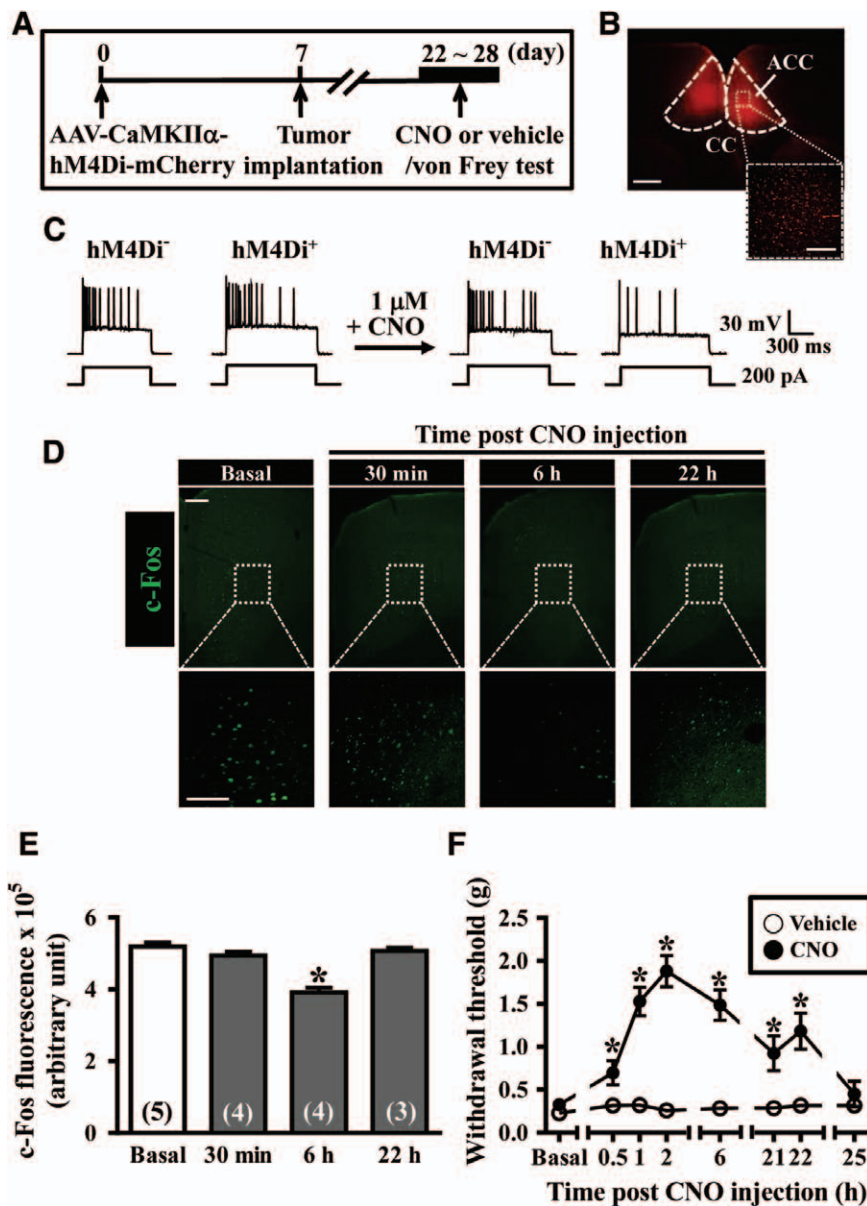 A
0 7 22 ~ 28 (day)
AAV-CaMKIIα- Tumor CNO or vehicle
hM4Di-mCherry implantation /von Frey test
B
ACC
CC
C
hM4Di⁻ hM4Di⁺ hM4Di⁻ hM4Di⁺
1 μM
+ CNO
30 mV
300 ms
200 pA
D
Time post CNO injection
Basal 30 min 6 h 22 h
c-Fos
E
c-Fos fluorescence x 10⁵
(arbitrary unit)
6
4
2
0
*
(5) (4) (4) (3)
Basal 30 min 6 h 22 h
F
Withdrawal threshold (g)
2.5
2.0
1.5
1.0
0.5
0.0
Vehicle
CNO
* * * * * *
Basal 0.5 1 2 6 21 22 25
Time post CNO injection (h)